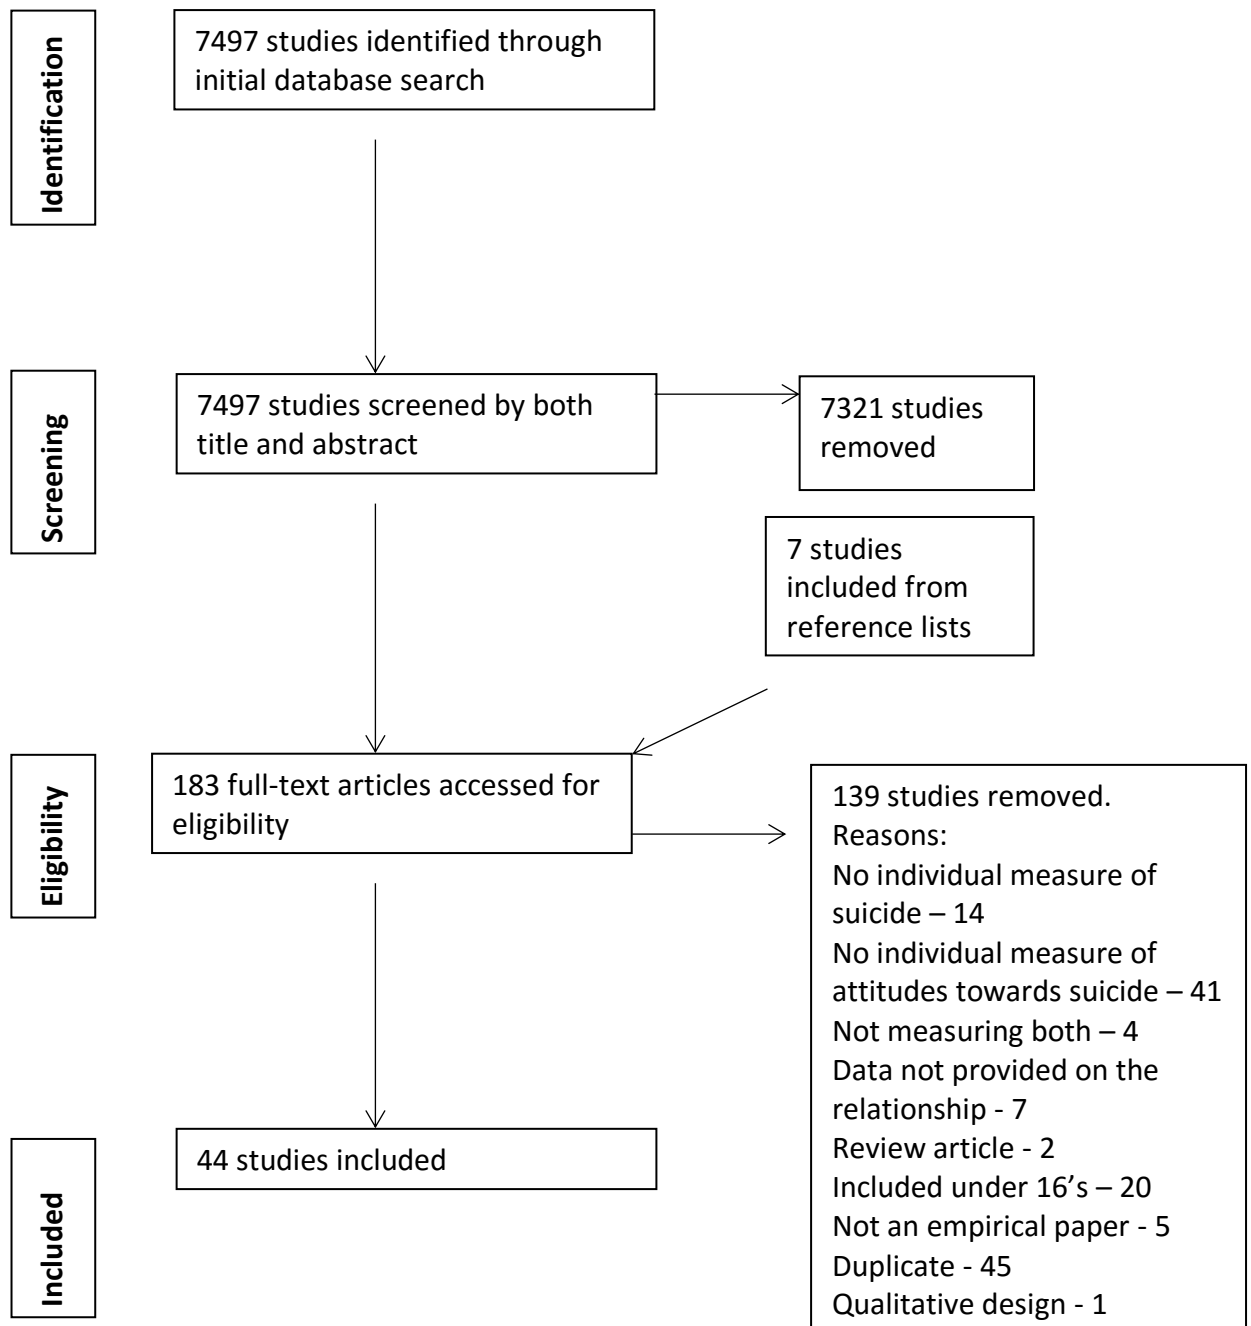 Identification
7497 studies identified through
initial database search
Screening
7497 studies screened by both
title and abstract
7321 studies
removed
7 studies
included from
reference lists
Eligibility
183 full-text articles accessed for
eligibility
139 studies removed.
Reasons:
No individual measure of
suicide – 14
No individual measure of
attitudes towards suicide – 41
Not measuring both – 4
Data not provided on the
relationship - 7
Review article - 2
Included under 16’s – 20
Not an empirical paper - 5
Duplicate - 45
Qualitative design - 1
Included
44 studies included